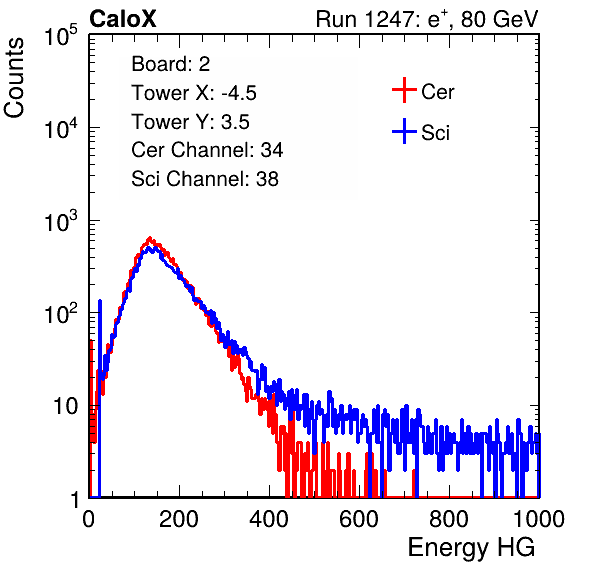 CaloX Run 1247: e⁺, 80 GeV
Counts
10⁵
10⁴
10³
10²
10
1
Board: 2
Tower X: -4.5
Tower Y: 3.5
Cer Channel: 34
Sci Channel: 38
Cer
Sci
0 200 400 600 800 1000
Energy HG